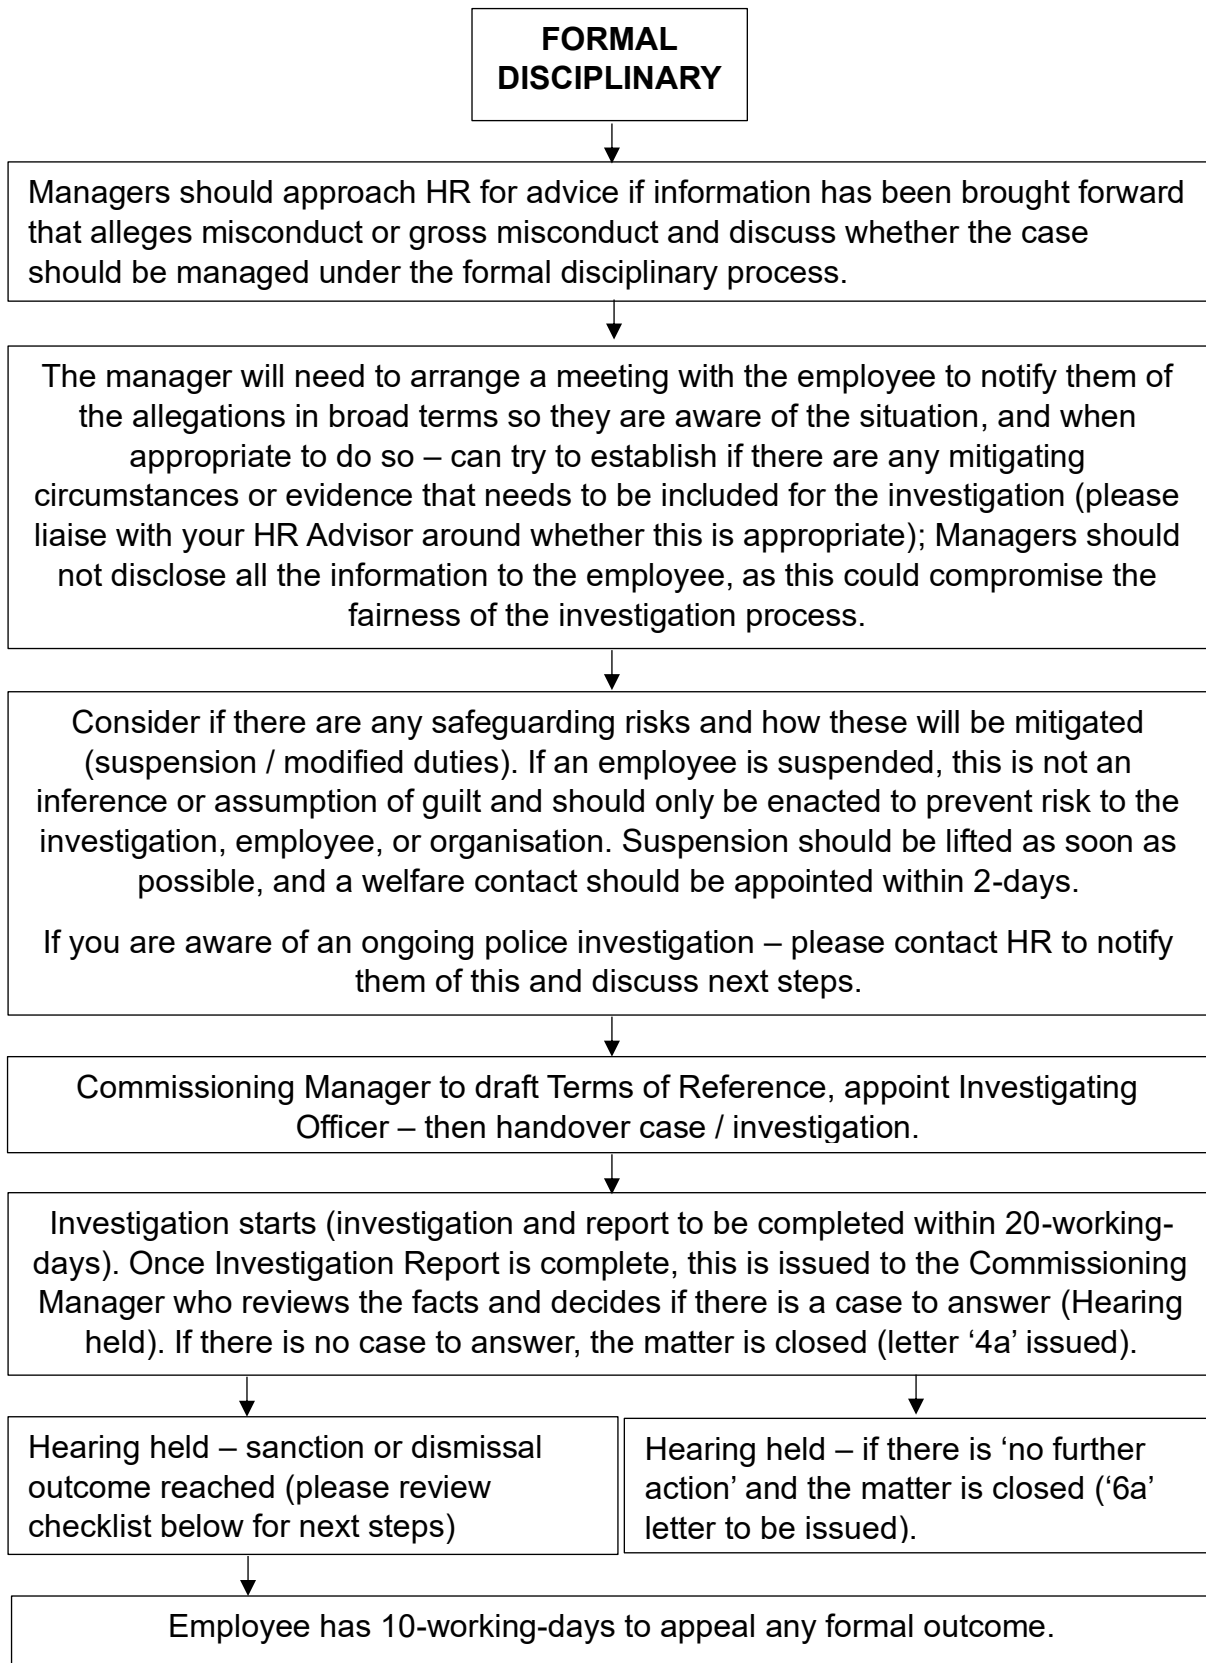 FORMAL
DISCIPLINARY
Managers should approach HR for advice if information has been brought forward
that alleges misconduct or gross misconduct and discuss whether the case
should be managed under the formal disciplinary process.
The manager will need to arrange a meeting with the employee to notify them of
the allegations in broad terms so they are aware of the situation, and when
appropriate to do so – can try to establish if there are any mitigating
circumstances or evidence that needs to be included for the investigation (please
liaise with your HR Advisor around whether this is appropriate); Managers should
not disclose all the information to the employee, as this could compromise the
fairness of the investigation process.
Consider if there are any safeguarding risks and how these will be mitigated
(suspension / modified duties). If an employee is suspended, this is not an
inference or assumption of guilt and should only be enacted to prevent risk to the
investigation, employee, or organisation. Suspension should be lifted as soon as
possible, and a welfare contact should be appointed within 2-days.
If you are aware of an ongoing police investigation – please contact HR to notify
them of this and discuss next steps.
Commissioning Manager to draft Terms of Reference, appoint Investigating
Officer – then handover case / investigation.
Investigation starts (investigation and report to be completed within 20-working-
days). Once Investigation Report is complete, this is issued to the Commissioning
Manager who reviews the facts and decides if there is a case to answer (Hearing
held). If there is no case to answer, the matter is closed (letter ‘4a’ issued).
Hearing held – sanction or dismissal
outcome reached (please review
checklist below for next steps)
Hearing held – if there is ‘no further
action’ and the matter is closed (‘6a’
letter to be issued).
Employee has 10-working-days to appeal any formal outcome.